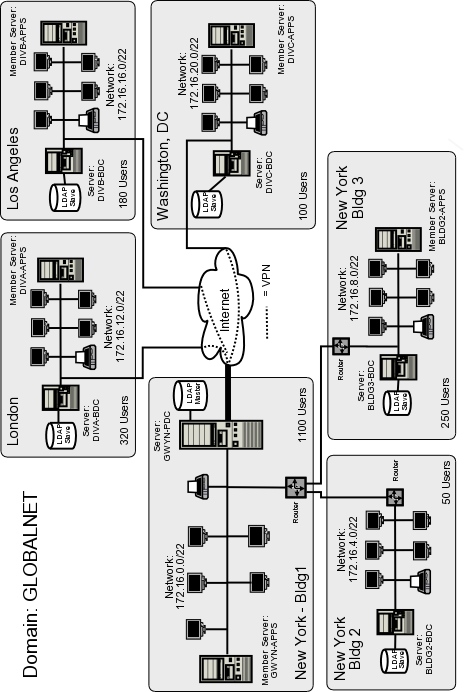 Domain: GLOBALNET
London
Member Server:
DIVA-APPS
Network:
172.16.12.0/22
LDAP
Slave
Server:
DIVA-BDC
320 Users
Los Angeles
Member Server:
DIVB-APPS
Network:
172.16.16.0/22
LDAP
Slave
Server:
DIVB-BDC
180 Users
Washington, DC
Member Server:
DIVC-APPS
Network:
172.16.20.0/22
LDAP
Slave
Server:
DIVC-BDC
100 Users
Internet
= VPN
New York - Bldg1
Server:
GWYN-PDC
LDAP
Master
1100 Users
Network:
172.16.0.0/22
Member Server:
GWYN-APPS
Router
New York
Bldg 2
Network:
172.16.4.0/22
LDAP
Slave
Server:
BLDG2-BDC
Router
50 Users
New York
Bldg 3
Member Server:
BLDG2-APPS
Network:
172.16.8.0/22
Router
Server:
BLDG3-BDC
LDAP
Slave
250 Users